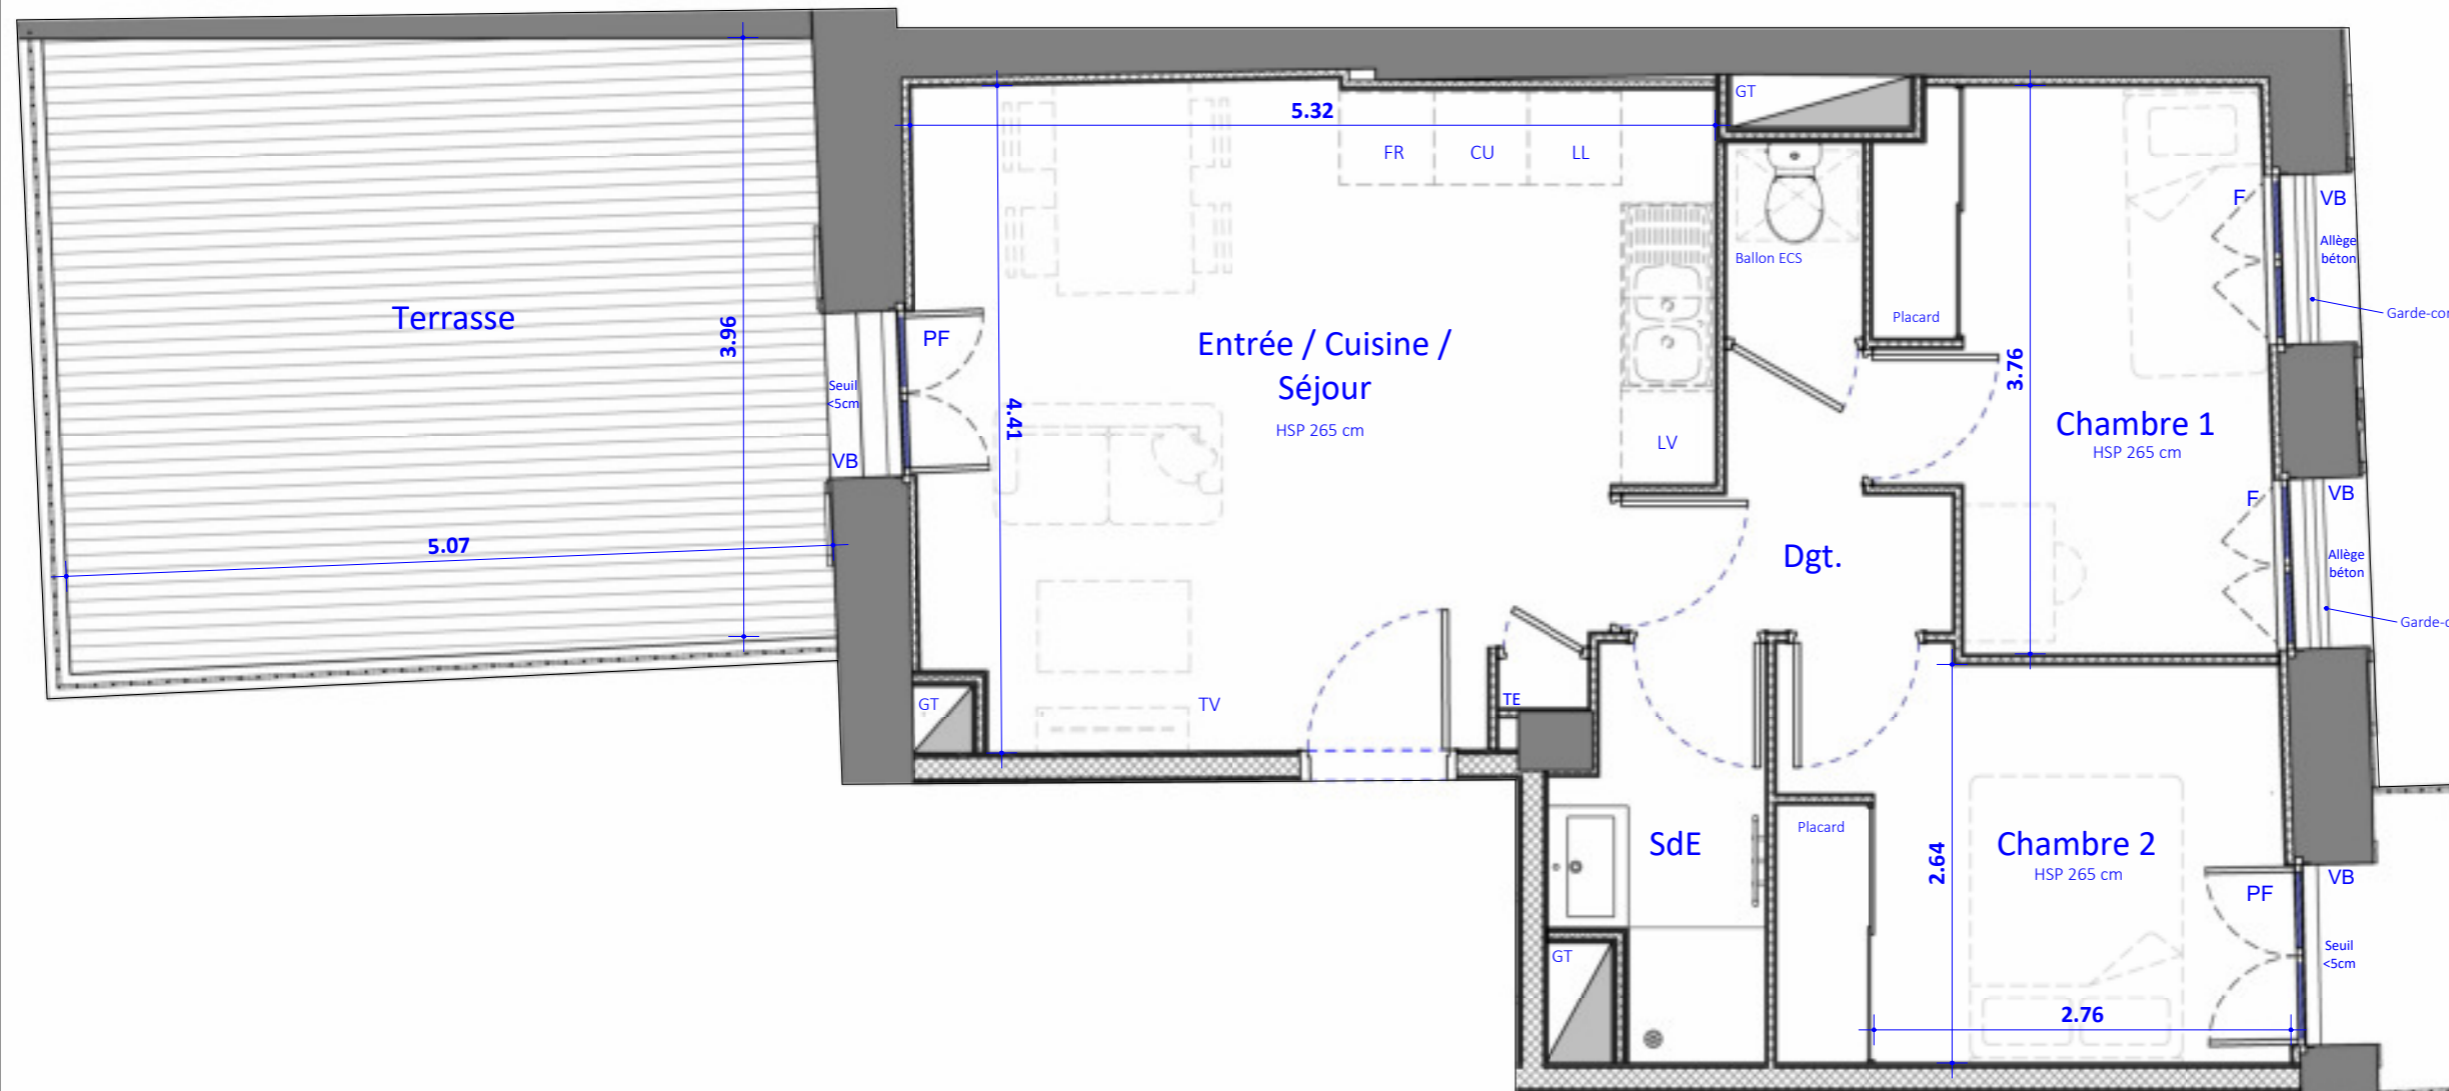 Terrasse
3.96
5.07
Seuil
<5cm
VB
PF
5.32
4.41
FR
CU
LL
Entrée / Cuisine /
Séjour
HSP 265 cm
LV
GT
TV
TE
GT
Ballon ECS
Placard
Dgt.
3.76
Chambre 1
HSP 265 cm
F
VB
Allège
béton
F
VB
Allège
béton
SdE
GT
Placard
2.64
Chambre 2
HSP 265 cm
2.76
PF
VB
Seuil
<5cm